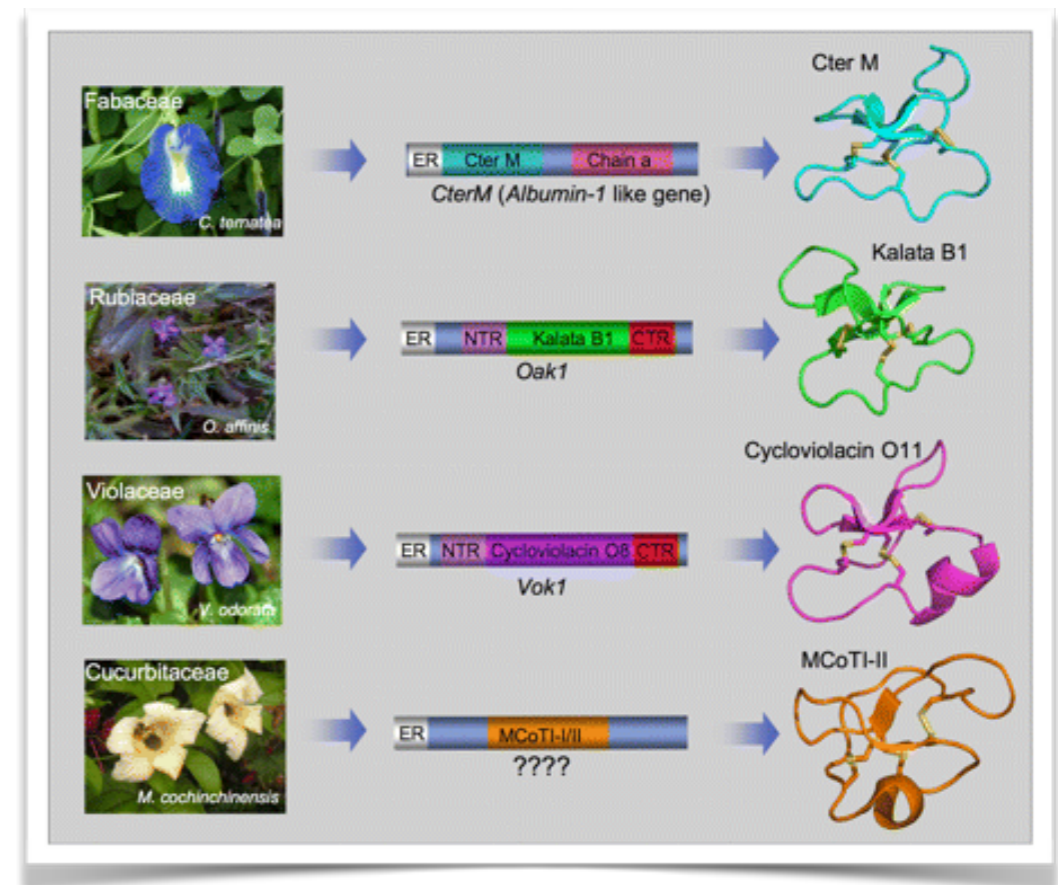 Fabaceae
C. ternatea
ER Cter M Chain a
CterM (Albumin-1 like gene)
Cter M
Rubiaceae
O. affinis
ER NTR Kalata B1 CTR
Oak1
Kalata B1
Violaceae
V. odorata
ER NTR Cycloviolacin O8 CTR
Vok1
Cycloviolacin O11
Cucurbitaceae
M. cochinchinensis
ER MCoTI-I/II
????
MCoTI-II